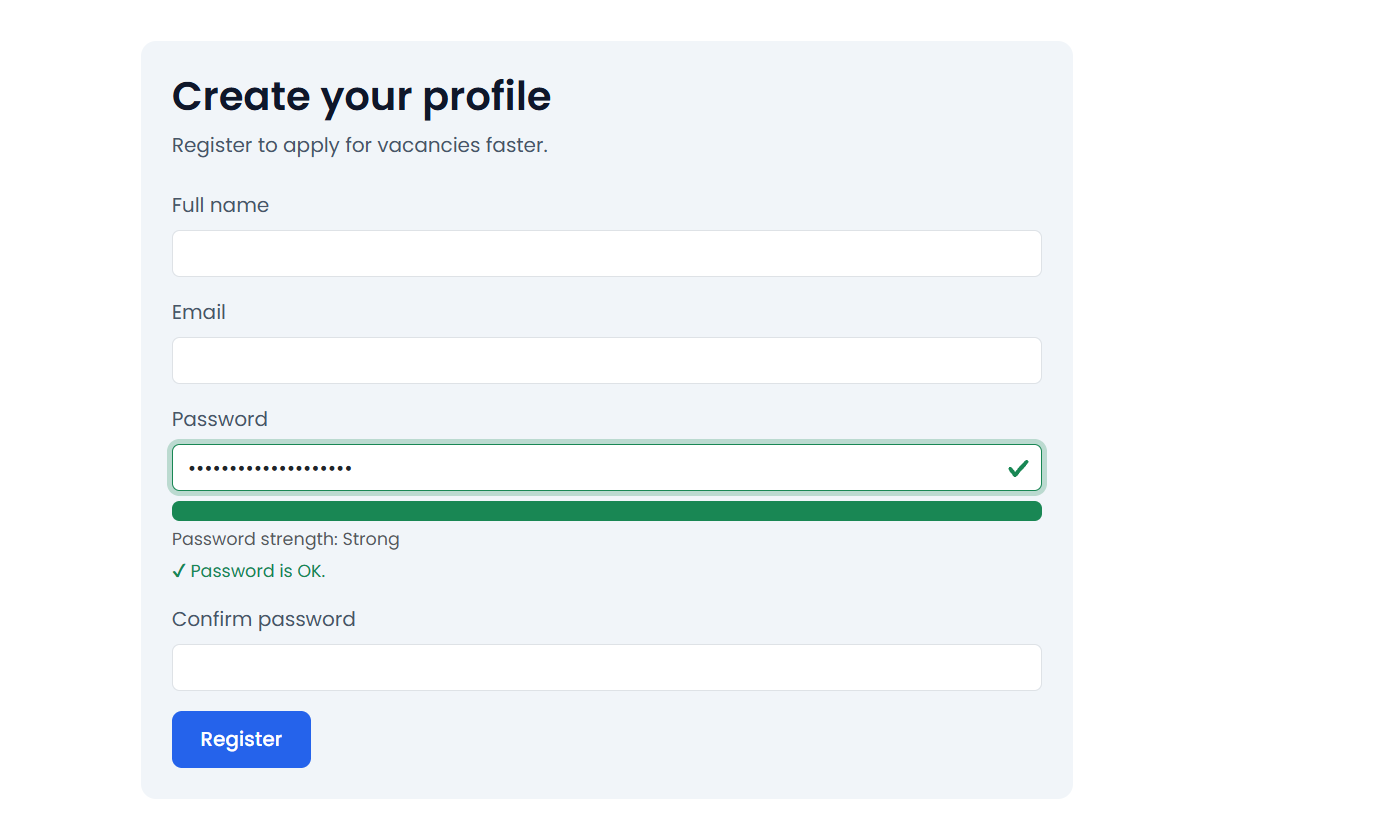 Create your profile
Register to apply for vacancies faster.
Full name
Email
Password
••••••••••••••••••••
Password strength: Strong
✓ Password is OK.
Confirm password
Register